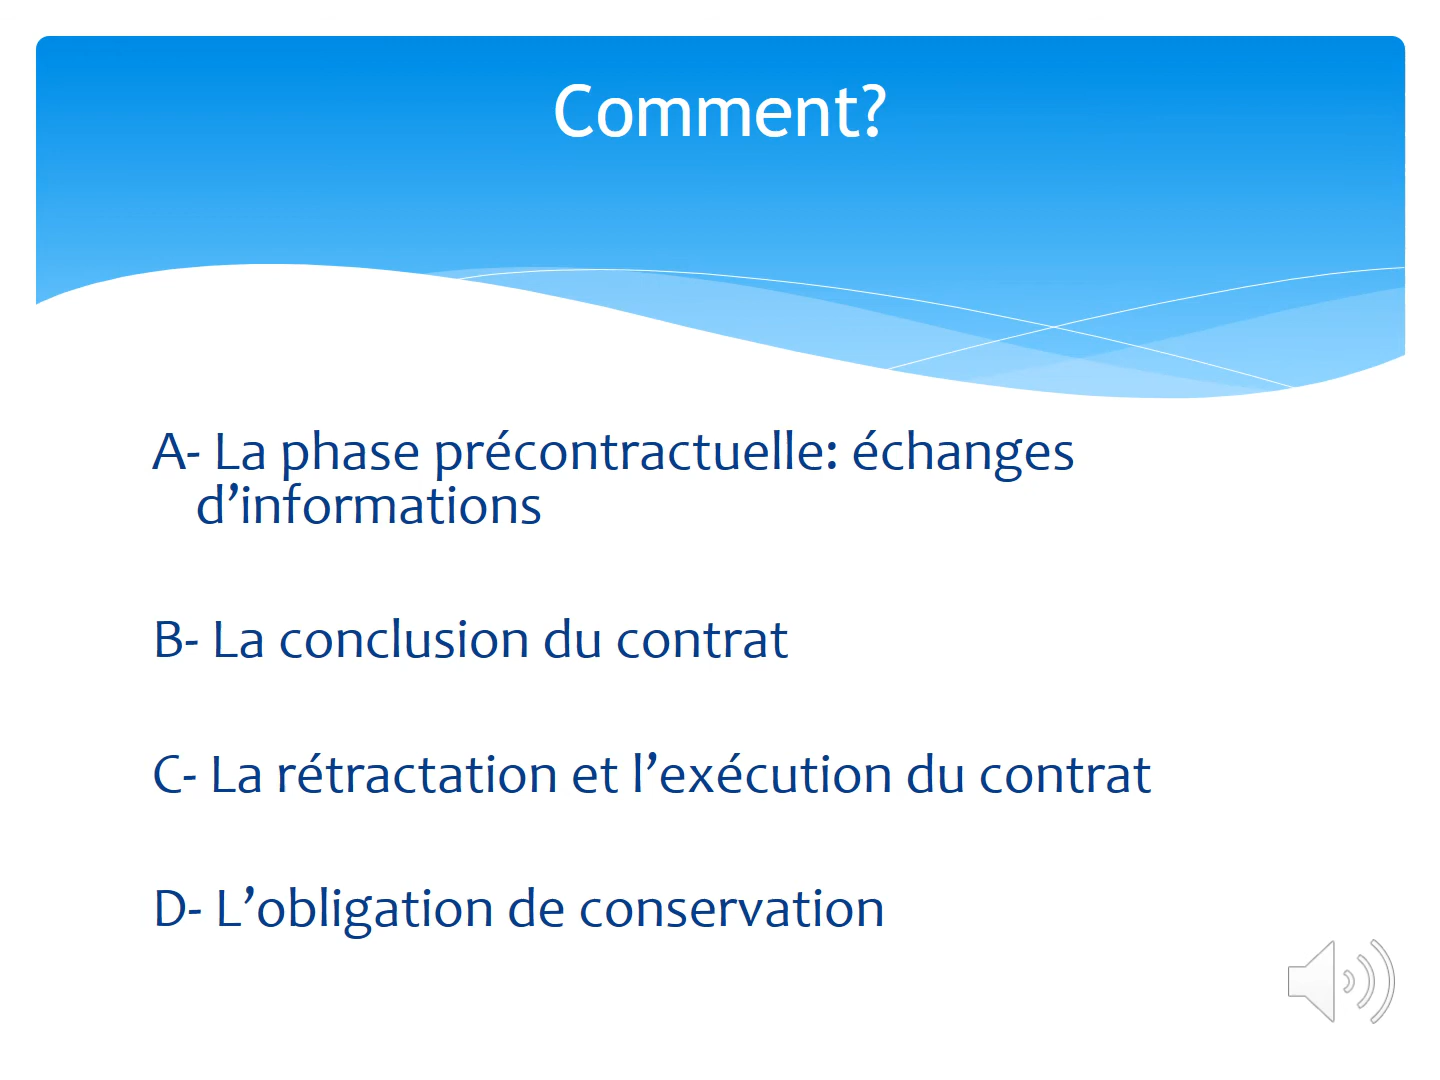 Comment?
A- La phase précontractuelle: échanges
d’informations
B- La conclusion du contrat
C- La rétractation et l’exécution du contrat
D- L’obligation de conservation